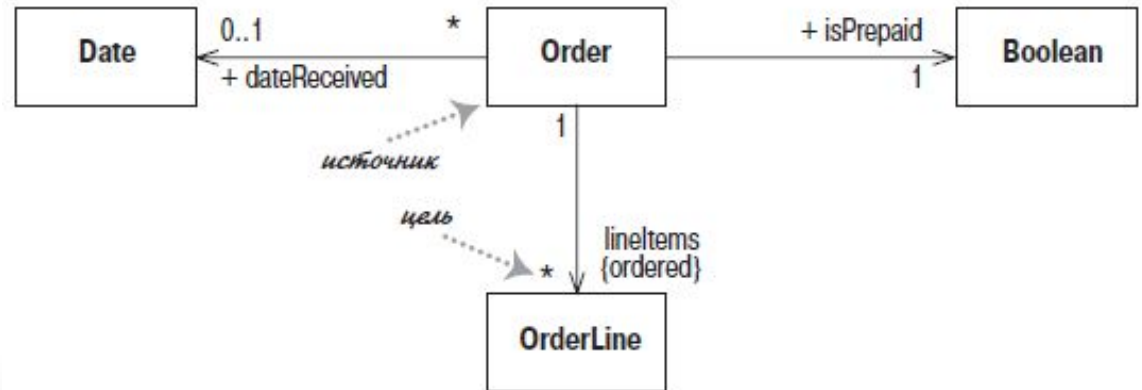 Date
0..1
*
+ dateReceived
Order
+ isPrepaid
1
Boolean
источник
1
цель
*
lineItems
{ordered}
OrderLine